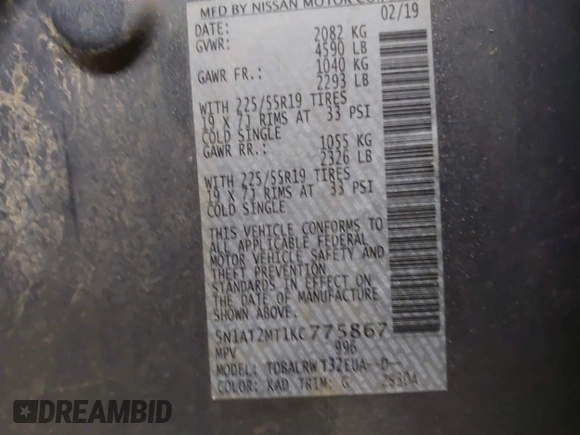 MFD BY NISSAN MOTOR CO.
DATE: 02/19
GVWR: 2082 KG
4590 LB
GAWR FR.: 1040 KG
2293 LB
WITH 225/55R19 TIRES
19 X 7J RIMS AT 33 PSI
COLD SINGLE
GAWR RR.: 1055 KG
2326 LB
WITH 225/55R19 TIRES
19 X 7J RIMS AT 33 PSI
COLD SINGLE
THIS VEHICLE CONFORMS TO
ALL APPLICABLE FEDERAL
MOTOR VEHICLE SAFETY AND
THEFT PREVENTION
STANDARDS IN EFFECT ON
THE DATE OF MANUFACTURE
SHOWN ABOVE.
5N1AT2MT1KC775867
MPV 996
TDBALRW T32EUA--D--
COLOR: KAD TRIM: G 2830A
DREAMBID